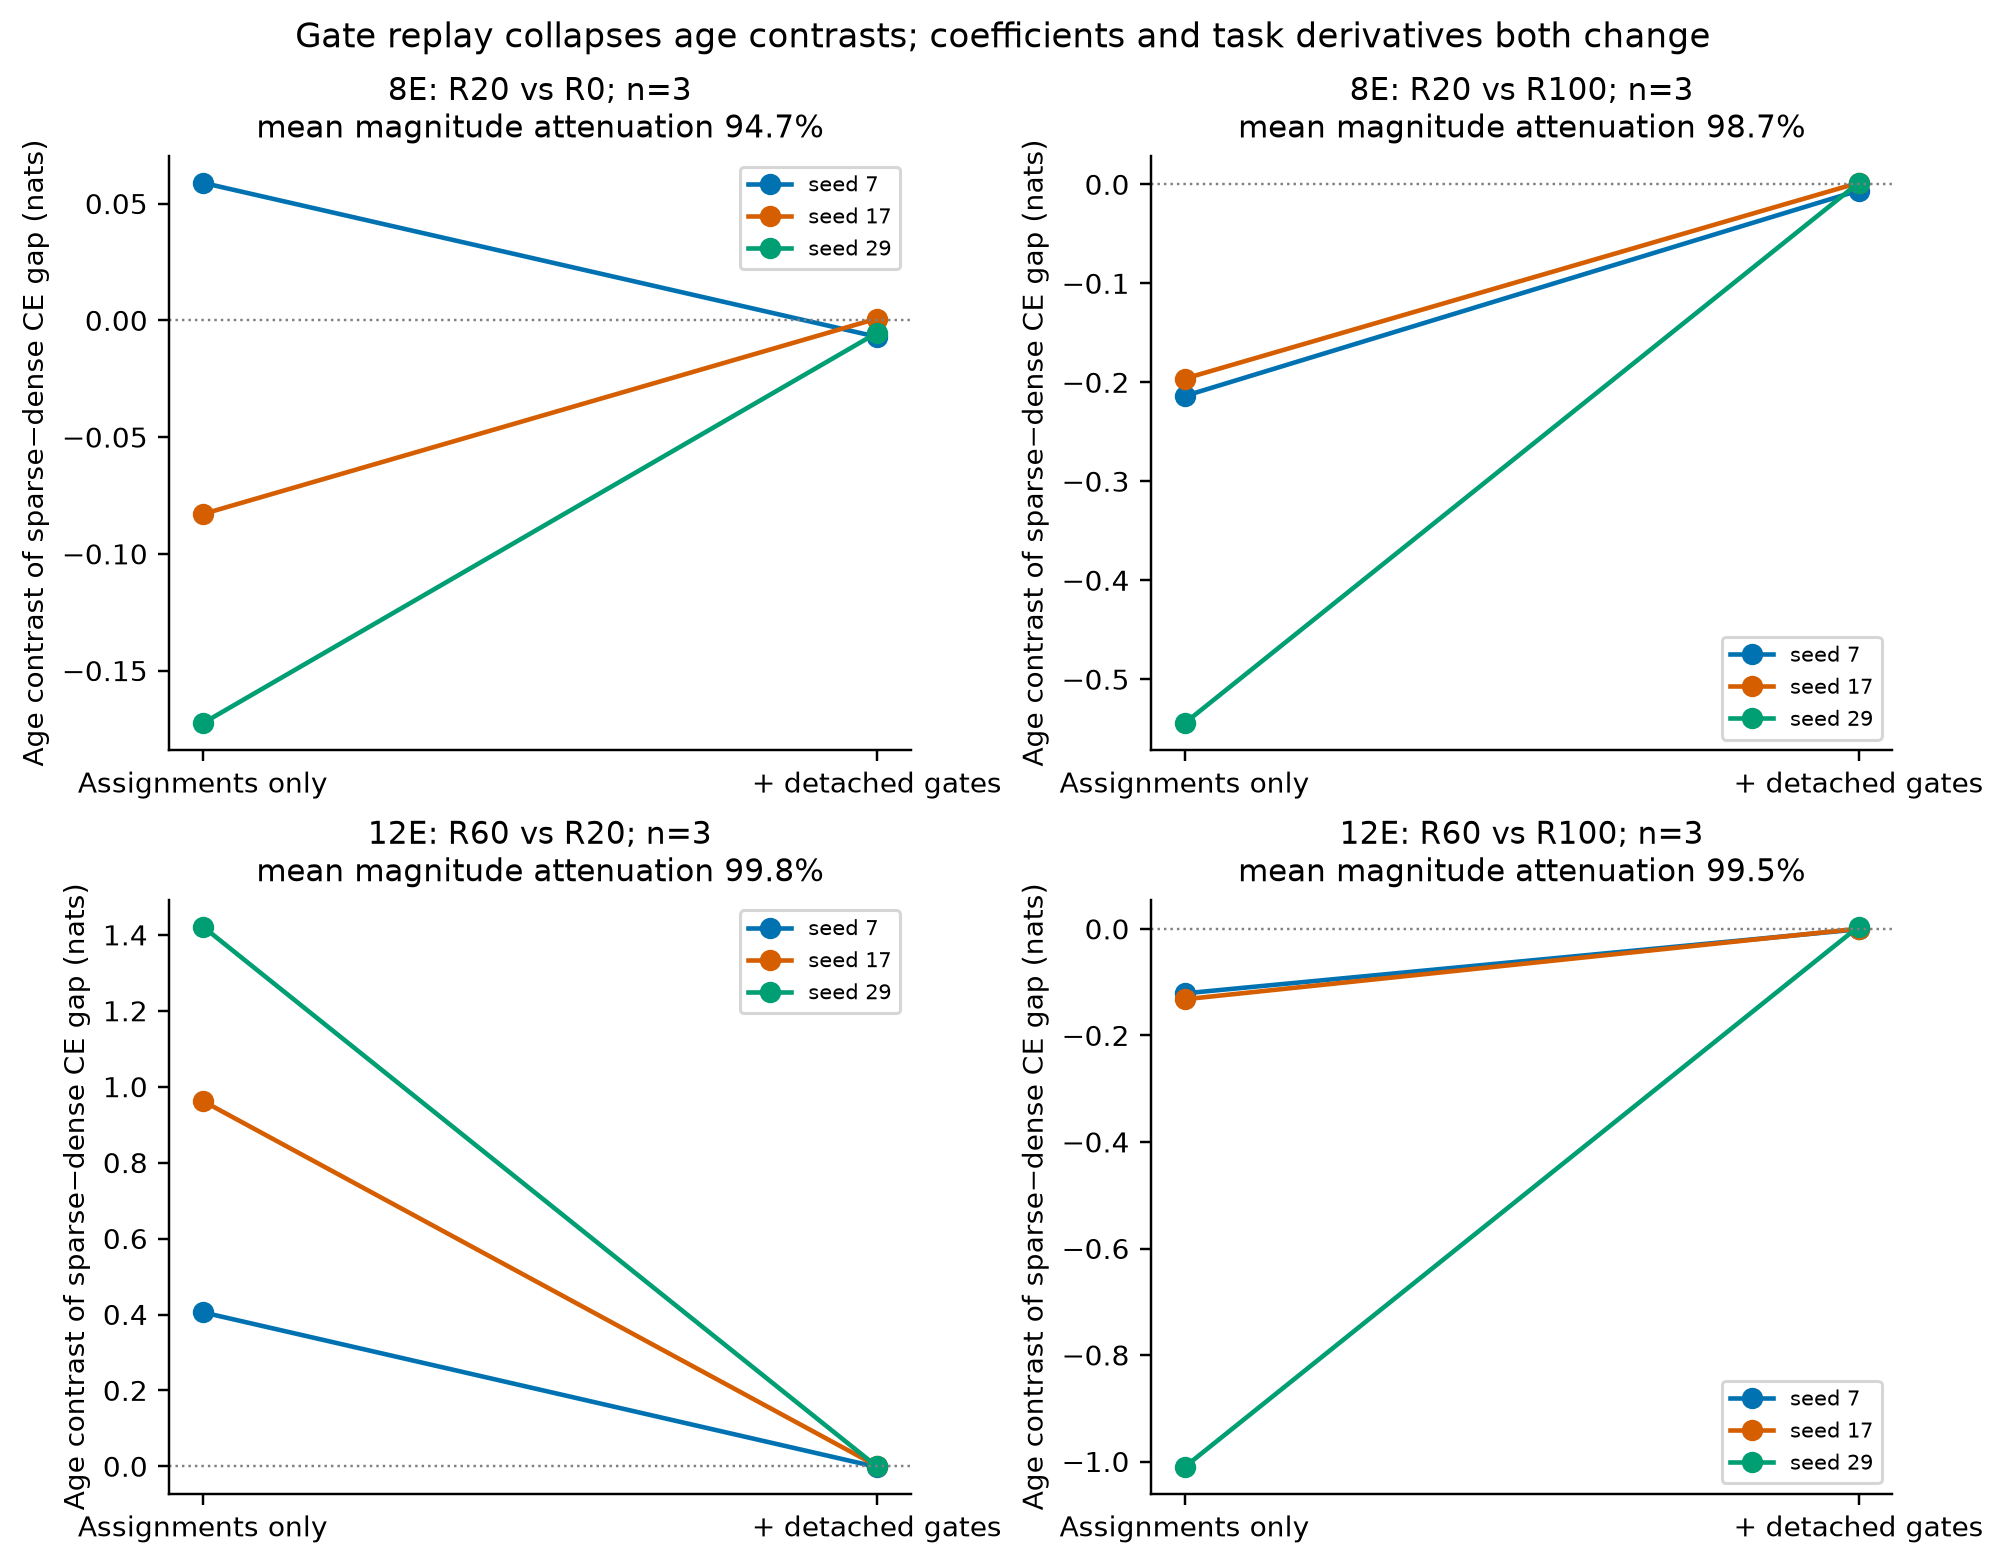 Gate replay collapses age contrasts; coefficients and task derivatives both change
8E: R20 vs R0; n=3
mean magnitude attenuation 94.7%
Age contrast of sparse−dense CE gap (nats)
0.05
0.00
−0.05
−0.10
−0.15
seed 7
seed 17
seed 29
Assignments only
+ detached gates
8E: R20 vs R100; n=3
mean magnitude attenuation 98.7%
Age contrast of sparse−dense CE gap (nats)
0.0
−0.1
−0.2
−0.3
−0.4
−0.5
seed 7
seed 17
seed 29
Assignments only
+ detached gates
12E: R60 vs R20; n=3
mean magnitude attenuation 99.8%
Age contrast of sparse−dense CE gap (nats)
1.4
1.2
1.0
0.8
0.6
0.4
0.2
0.0
seed 7
seed 17
seed 29
Assignments only
+ detached gates
12E: R60 vs R100; n=3
mean magnitude attenuation 99.5%
Age contrast of sparse−dense CE gap (nats)
0.0
−0.2
−0.4
−0.6
−0.8
−1.0
seed 7
seed 17
seed 29
Assignments only
+ detached gates